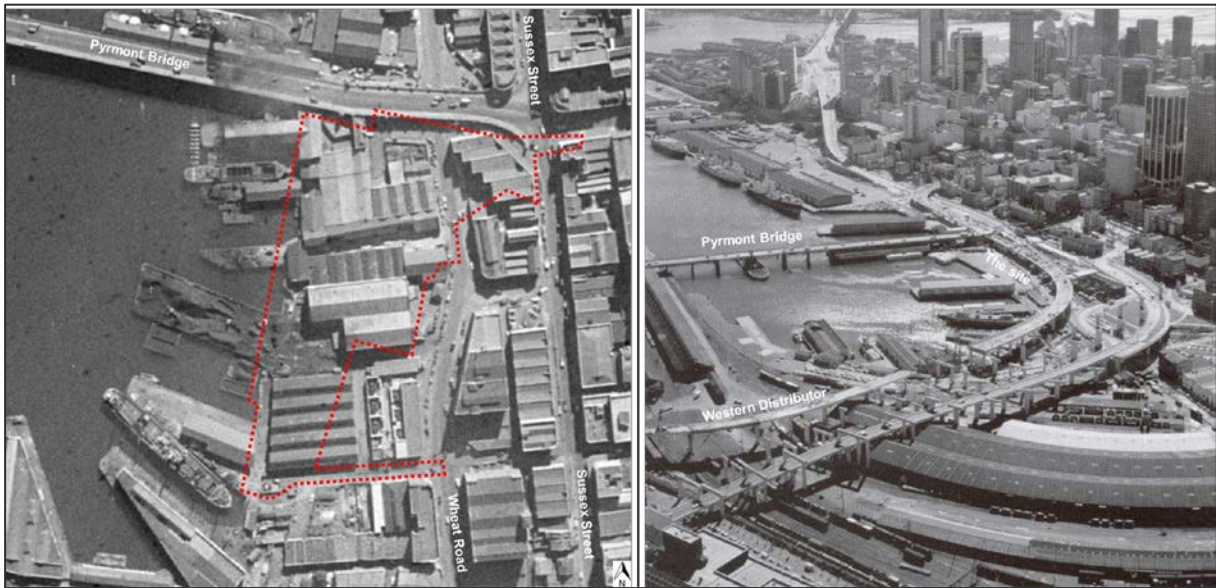 Pyrmont Bridge
Sussex Street
Wheat Road
Sussex Street
N
Pyrmont Bridge
The site
Western Distributor